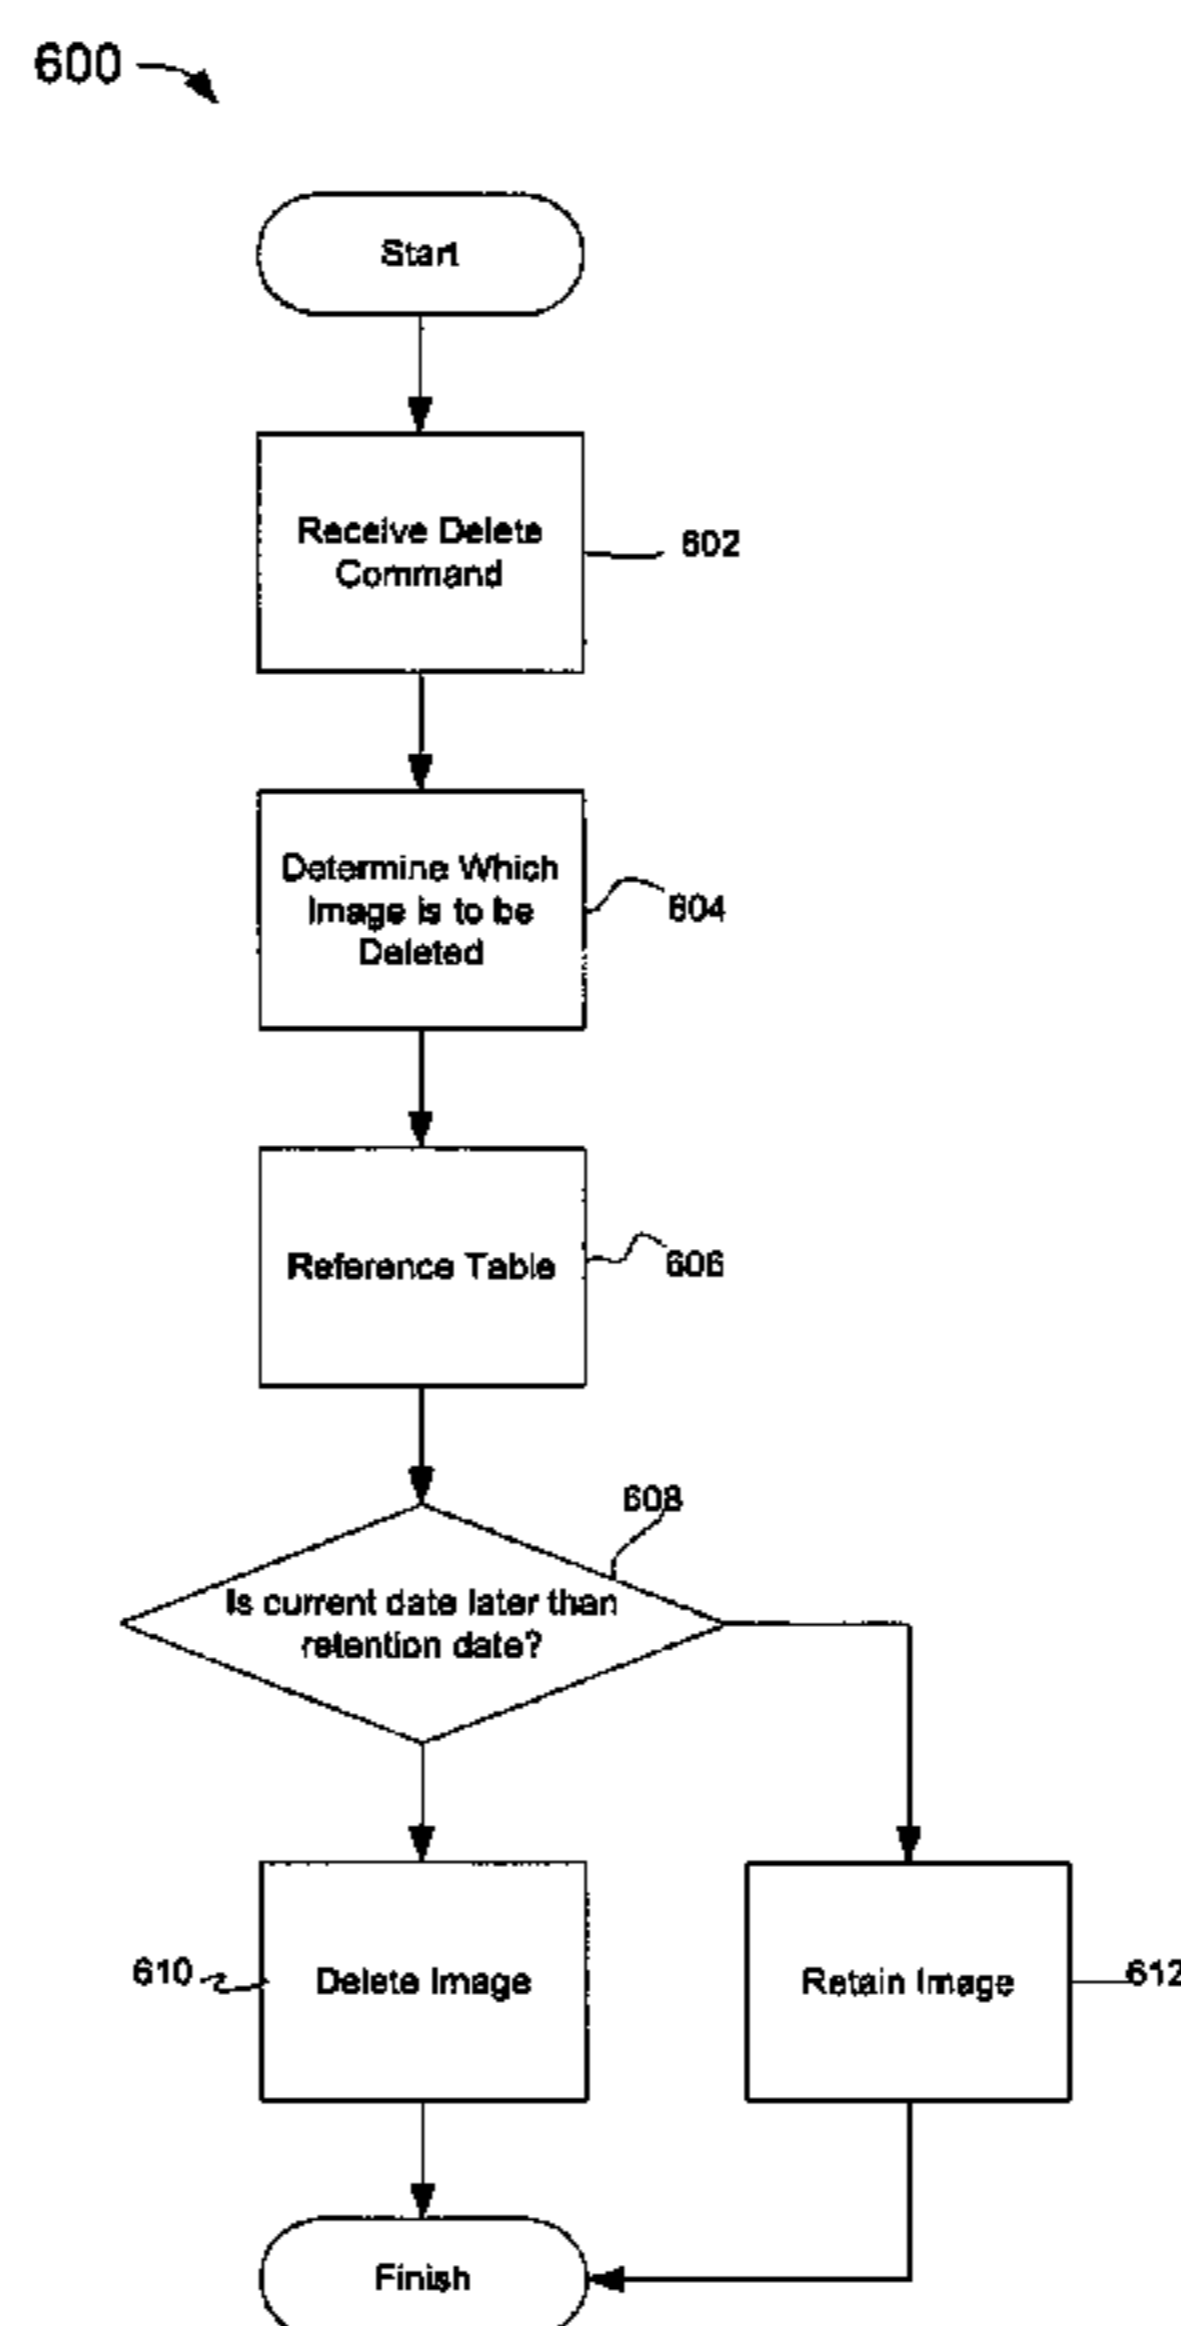 600
Start
Receive Delete
Command
602
Determine Which
Image is to be
Deleted
604
Reference Table
606
608
Is current date later than
retention date?
610
Delete Image
Retain Image
612
Finish